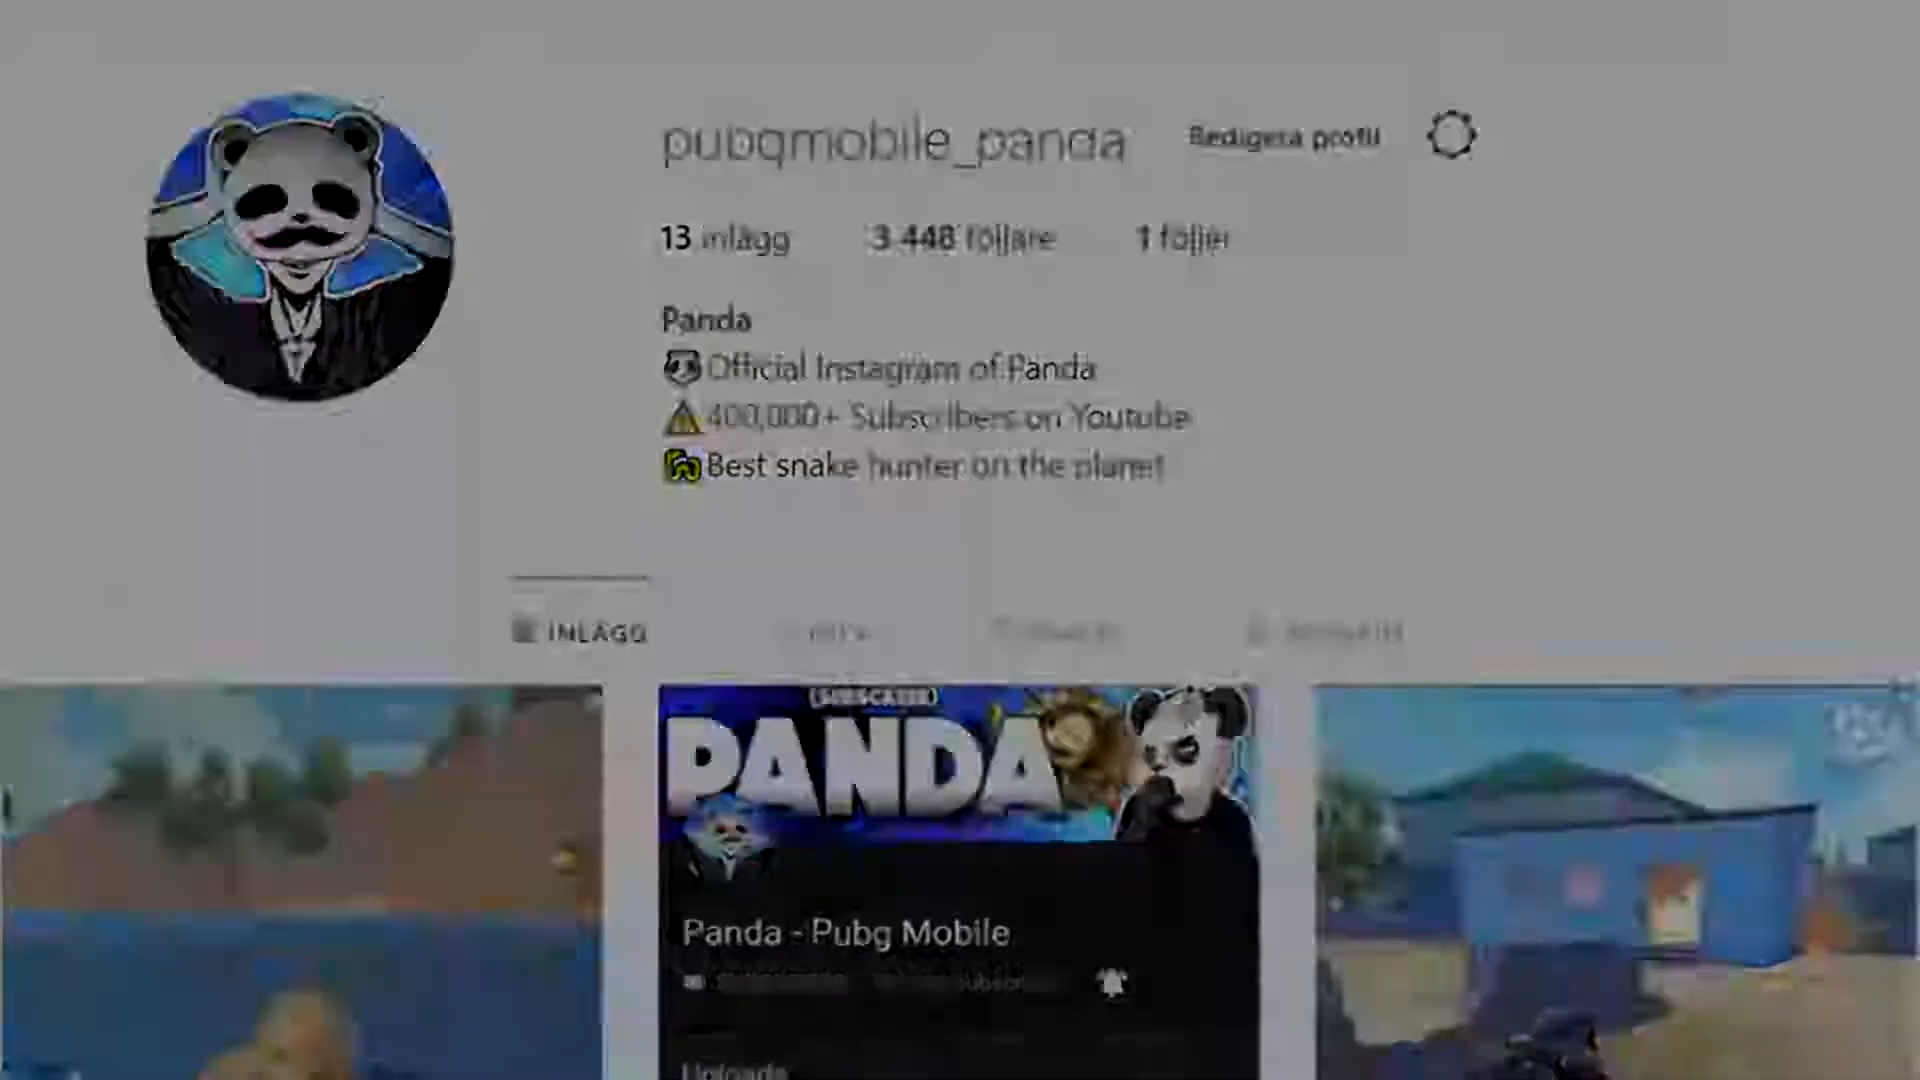 pubgmobile_panda Redigera profil
13 inlägg 3 448 följare 1 följer
Panda
Official Instagram of Panda
400,000+ Subscribers on Youtube
Best snake hunter on the planet
INLÄGG
PANDA
Panda - Pubg Mobile
Uploads